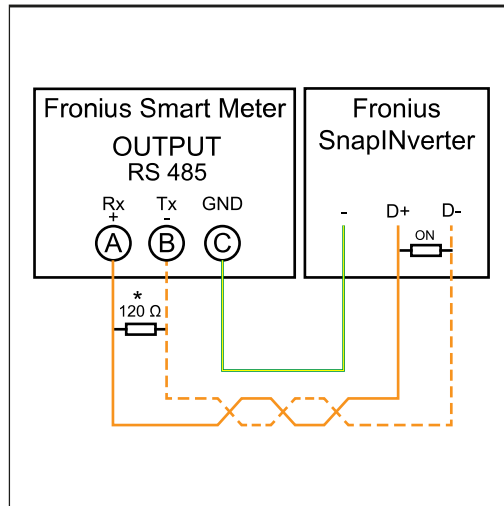 Fronius Smart Meter
OUTPUT
RS 485
Rx Tx GND
+ -
A B C
*
120 Ω
Fronius
SnapINverter
- D+ D-
ON